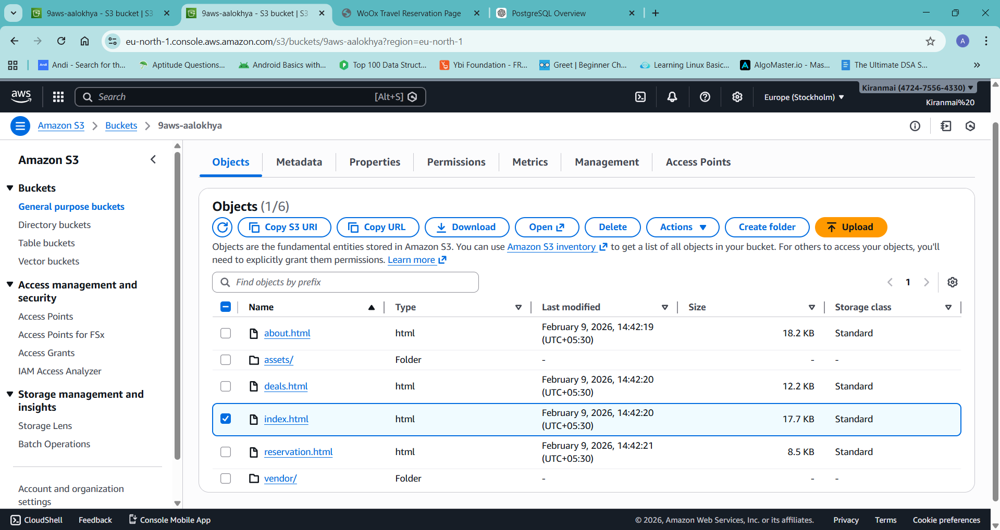 9aws-aalokhya - S3 bucket | S3
9aws-aalokhya - S3 bucket | S3
WoOx Travel Reservation Page
PostgreSQL Overview
eu-north-1.console.aws.amazon.com/s3/buckets/9aws-aalokhya?region=eu-north-1
A
Andi
Andi - Search for th...
Aptitude Questions...
Android Basics with...
Top 100 Data Struct...
Ybi Foundation - FR...
Greet | Beginner Ch...
Learning Linux Basic...
AlgoMaster.io - Mas...
The Ultimate DSA S...
aws
Search
[Alt+S]
Europe (Stockholm)
Kiranmai (4724-7556-4330)
Kiranmai%20
Amazon S3
Buckets
9aws-aalokhya
Amazon S3
Buckets
General purpose buckets
Directory buckets
Table buckets
Vector buckets
Access management and
security
Access Points
Access Points for FSx
Access Grants
IAM Access Analyzer
Storage management and
insights
Storage Lens
Batch Operations
Account and organization
settings
Objects
Metadata
Properties
Permissions
Metrics
Management
Access Points
Objects (1/6)
Copy S3 URI
Copy URL
Download
Open
Delete
Actions
Create folder
Upload
Objects are the fundamental entities stored in Amazon S3. You can use Amazon S3 inventory to get a list of all objects in your bucket. For others to access your objects, you'll
need to explicitly grant them permissions. Learn more
Find objects by prefix
1
Name Type Last modified Size Storage class
about.html html February 9, 2026, 14:42:19 (UTC+05:30) 18.2 KB Standard
assets/ Folder - - -
deals.html html February 9, 2026, 14:42:20 (UTC+05:30) 12.2 KB Standard
index.html html February 9, 2026, 14:42:20 (UTC+05:30) 17.7 KB Standard
reservation.html html February 9, 2026, 14:42:21 (UTC+05:30) 8.5 KB Standard
vendor/ Folder - - -
CloudShell
Feedback
Console Mobile App
© 2026, Amazon Web Services, Inc. or its affiliates.
Privacy
Terms
Cookie preferences